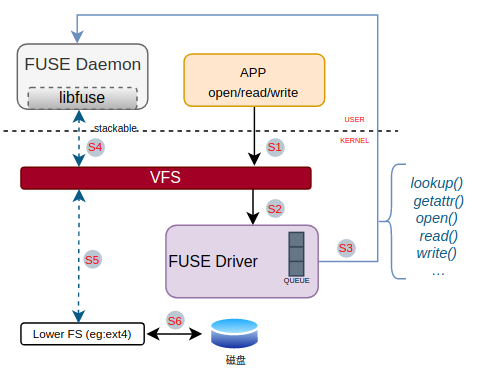 FUSE Daemon
libfuse
APP
open/read/write
stackable
USER
KERNEL
S4
S1
VFS
S2
lookup()
getattr()
open()
read()
write()
...
FUSE Driver
QUEUE
S3
S5
Lower FS (eg:ext4)
S6
磁盘